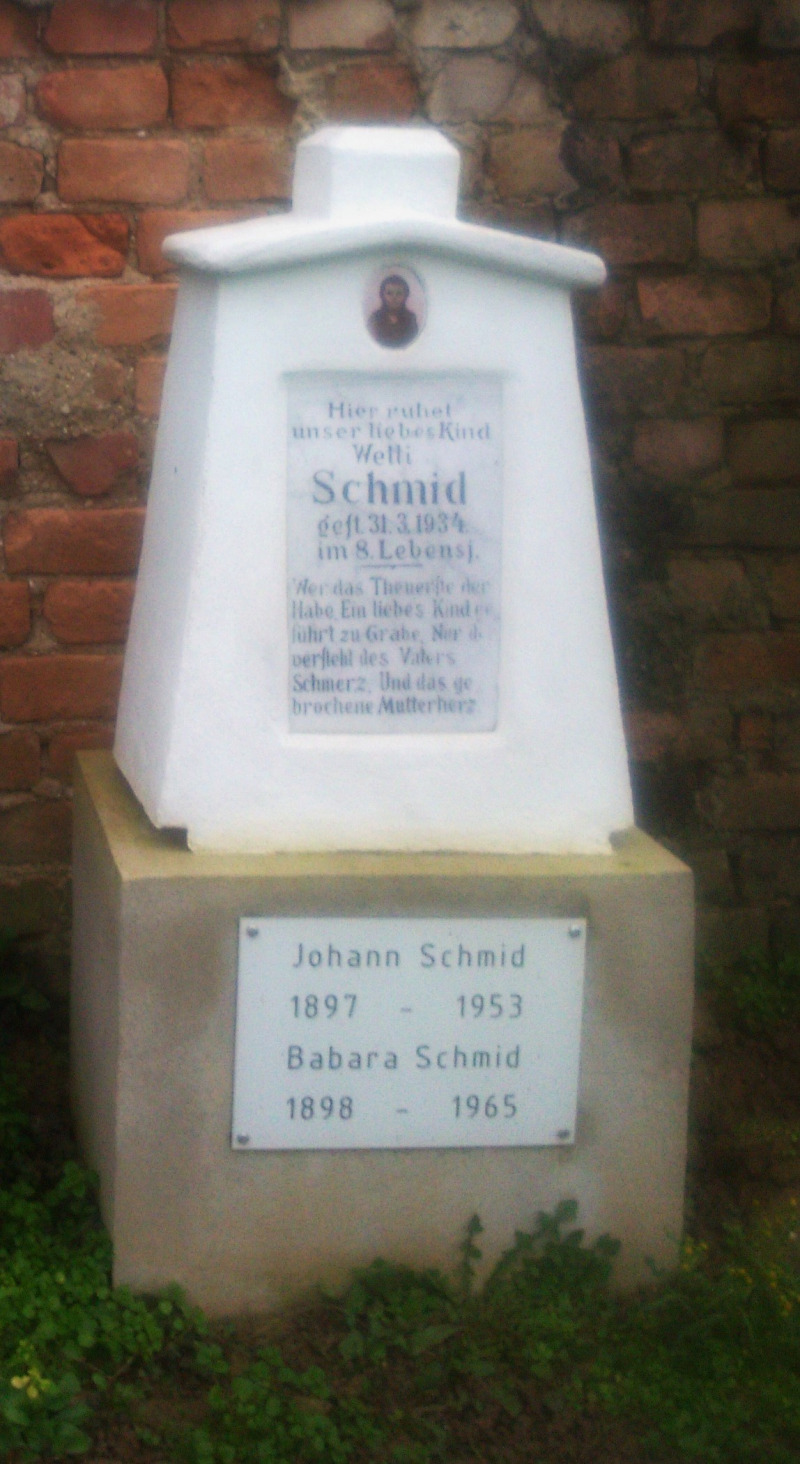 Hier ruhet
unser liebes Kind
Wetti
Schmid
gest. 31.3.1934.
im 8. Lebensj.
Wer das Theuerste der
Habe, Ein liebes Kind
führt zu Grabe, Nur
versteht des Vaters
Schmerz, Und das ge
brochene Mutterherz
Johann Schmid
1897 - 1953
Babara Schmid
1898 - 1965